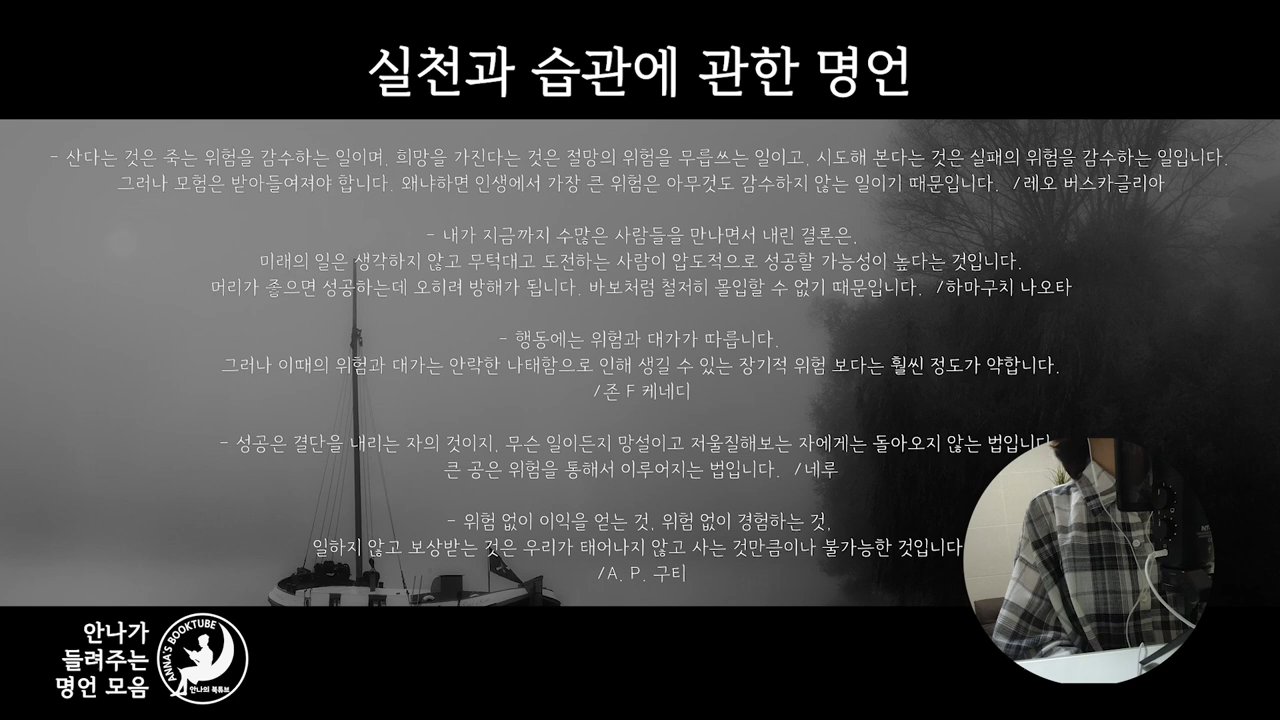 실천과 습관에 관한 명언
- 산다는 것은 죽는 위험을 감수하는 일이며, 희망을 가진다는 것은 절망의 위험을 무릅쓰는 일이고, 시도해 본다는 것은 실패의 위험을 감수하는 일입니다.
그러나 모험은 받아들여져야 합니다. 왜냐하면 인생에서 가장 큰 위험은 아무것도 감수하지 않는 일이기 때문입니다. /레오 버스카글리아
- 내가 지금까지 수많은 사람들을 만나면서 내린 결론은,
미래의 일은 생각하지 않고 무턱대고 도전하는 사람이 압도적으로 성공할 가능성이 높다는 것입니다.
머리가 좋으면 성공하는데 오히려 방해가 됩니다. 바보처럼 철저히 몰입할 수 없기 때문입니다. /하마구치 나오타
- 행동에는 위험과 대가가 따릅니다.
그러나 이때의 위험과 대가는 안락한 나태함으로 인해 생길 수 있는 장기적 위험 보다는 훨씬 정도가 약합니다.
/존 F 케네디
- 성공은 결단을 내리는 자의 것이지, 무슨 일이든지 망설이고 저울질해보는 자에게는 돌아오지 않는 법입니다
큰 공은 위험을 통해서 이루어지는 법입니다. /네루
- 위험 없이 이익을 얻는 것, 위험 없이 경험하는 것,
일하지 않고 보상받는 것은 우리가 태어나지 않고 사는 것만큼이나 불가능한 것입니다
/A. P. 구티
안나가
들려주는
명언 모음
ANNA'S BOOKTUBE
안나의 북튜브